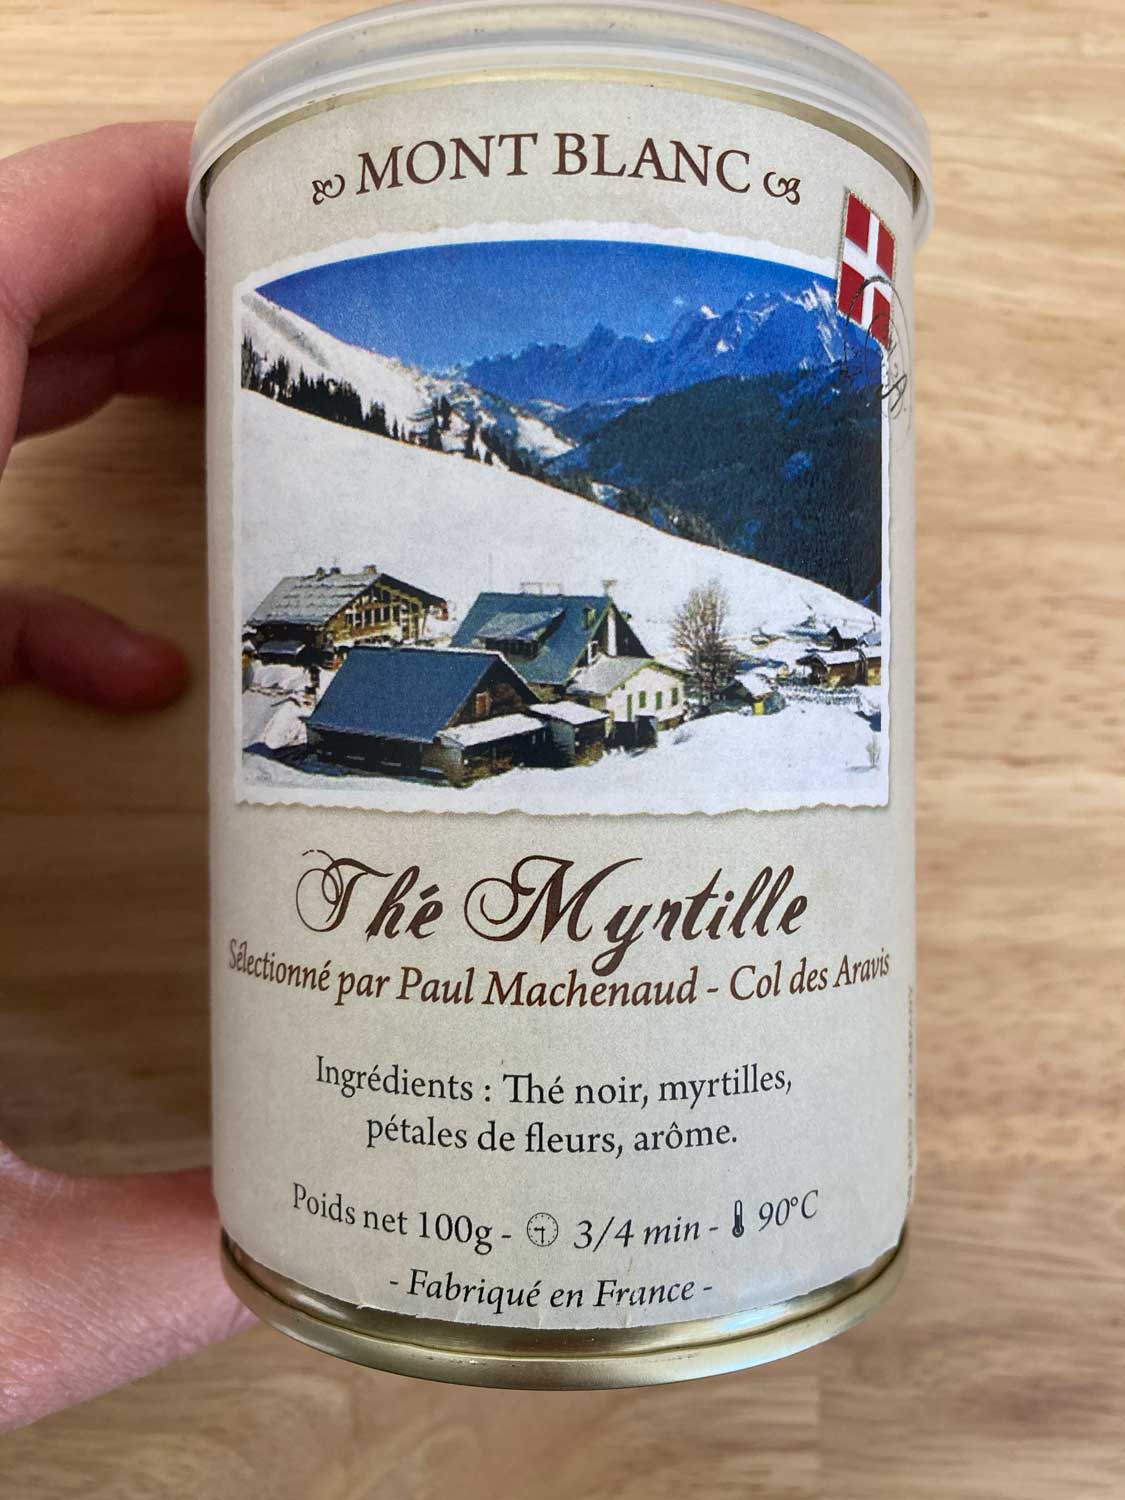 MONT BLANC
Thé Myrtille
Sélectionné par Paul Machenaud - Col des Aravis
Ingrédients : Thé noir, myrtilles,
pétales de fleurs, arôme.
Poids net 100g - 3/4 min - 90°C
- Fabriqué en France -